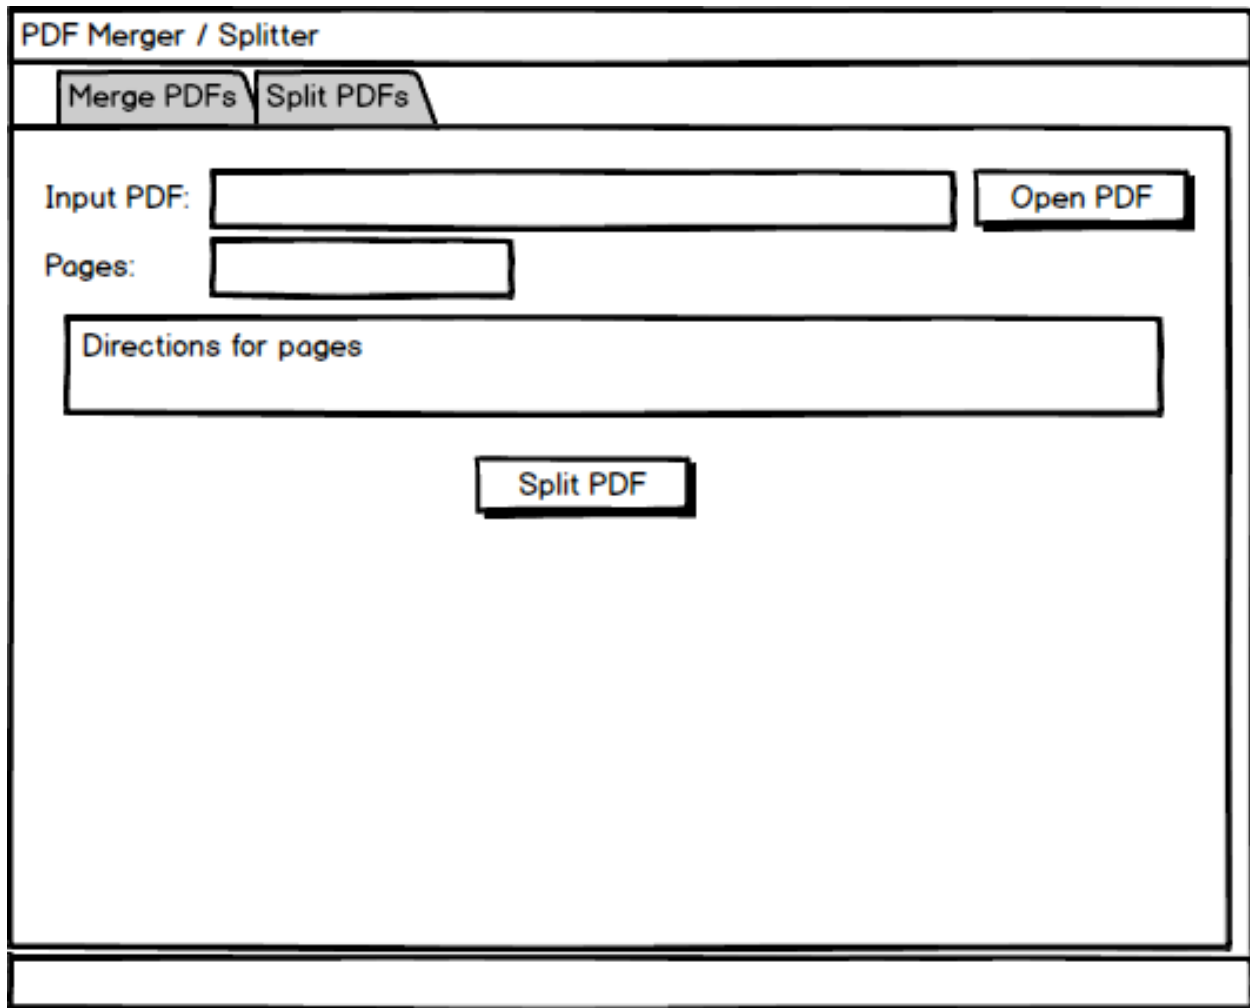 PDF Merger / Splitter
Merge PDFs Split PDFs
Input PDF: Open PDF
Pages:
Directions for pages
Split PDF